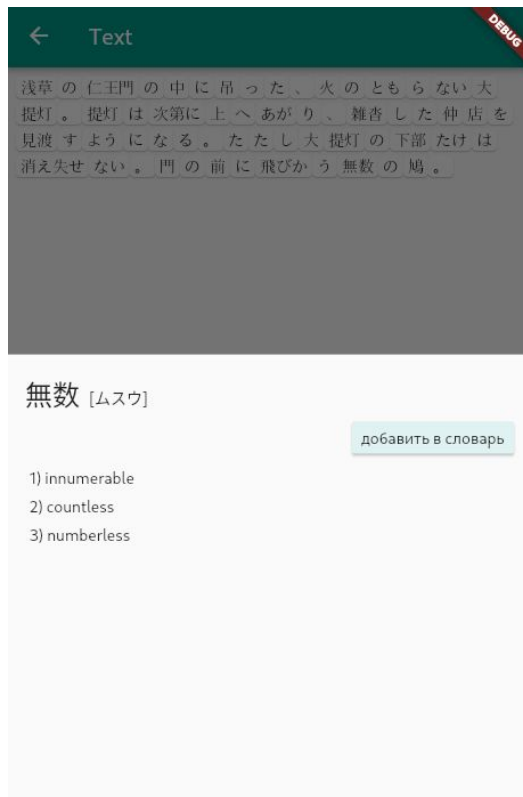 Text
DEBUG
浅草 の 仁王門 の 中 に 吊 っ た 、 火 の とも ら ない 大
提灯 。 提灯 は 次第に 上 へ あが り 、 雑沓 し た 仲 店 を
見渡 す よう に な る 。 た た し 大 提灯 の 下部 たけ は
消え失せ ない 。 門 の 前 に 飛びか う 無数 の 鳩 。
無数 [ムスウ]
добавить в словарь
1) innumerable
2) countless
3) numberless